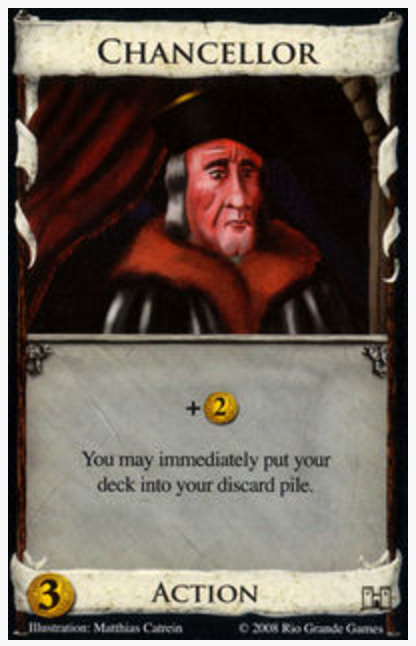 CHANCELLOR
+2
You may immediately put your
deck into your discard pile.
3
ACTION
Illustration: Matthias Catrein © 2008 Rio Grande Games